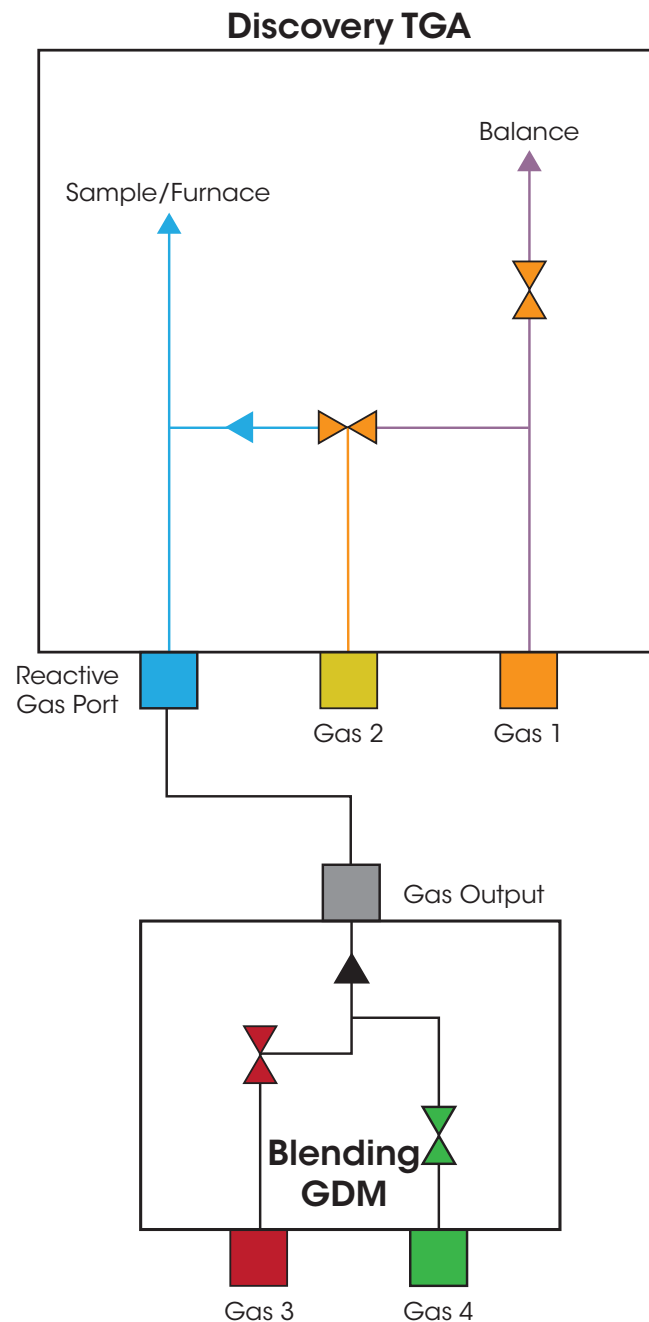 Discovery TGA
Balance
Sample/Furnace
Reactive
Gas Port
Gas 2
Gas 1
Gas Output
Blending
GDM
Gas 3
Gas 4